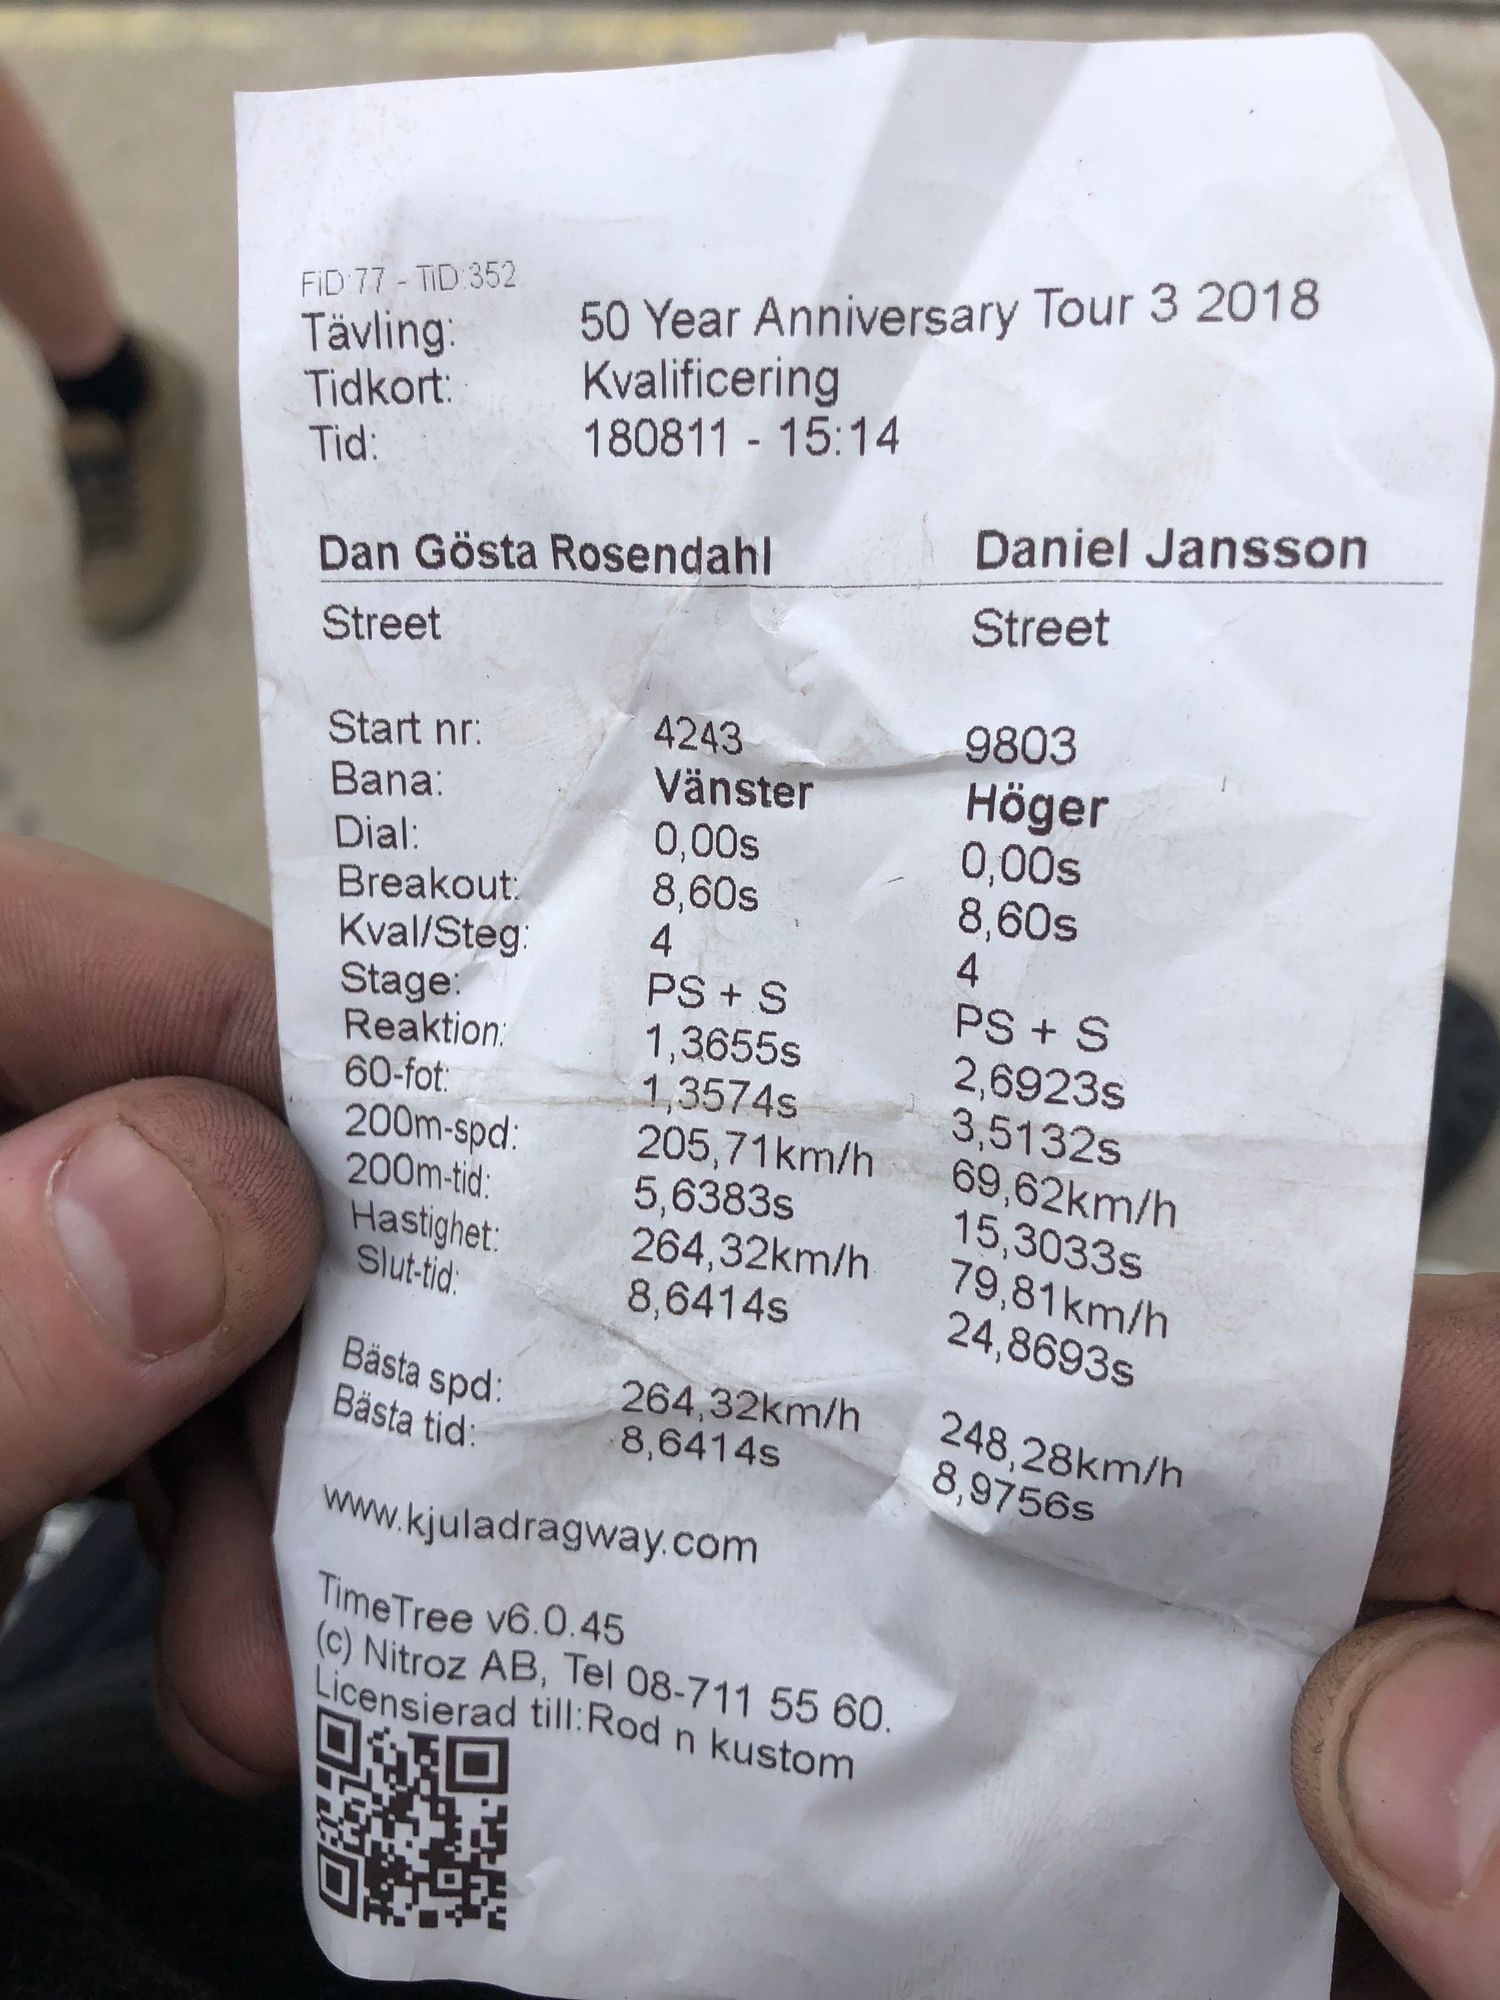 FiD:77 - TiD:352
Tävling: 50 Year Anniversary Tour 3 2018
Tidkort: Kvalificering
Tid: 180811 - 15:14
Dan Gösta Rosendahl Daniel Jansson
Street Street
Start nr: 4243 9803
Bana: Vänster Höger
Dial: 0,00s 0,00s
Breakout: 8,60s 8,60s
Kval/Steg: 4 4
Stage: PS + S PS + S
Reaktion: 1,3655s 2,6923s
60-fot: 1,3574s 3,5132s
200m-spd: 205,71km/h 69,62km/h
200m-tid: 5,6383s 15,3033s
Hastighet: 264,32km/h 79,81km/h
Slut-tid: 8,6414s 24,8693s
Bästa spd: 264,32km/h 248,28km/h
Bästa tid: 8,6414s 8,9756s
www.kjuladragway.com
TimeTree v6.0.45
(c) Nitroz AB, Tel 08-711 55 60.
Licensierad till:Rod n kustom